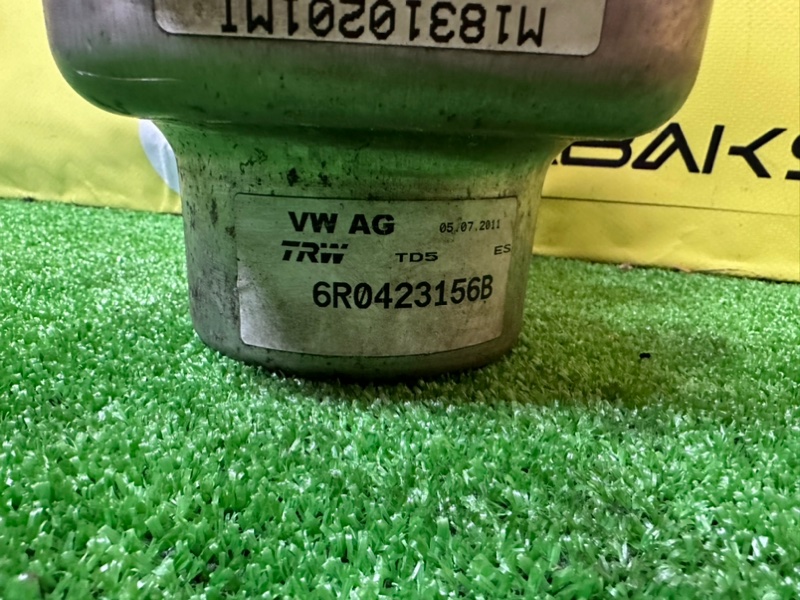 M18310201MT
VW AG 05.07.2011
TRW TD5 ES
6R0423156B
BAKS